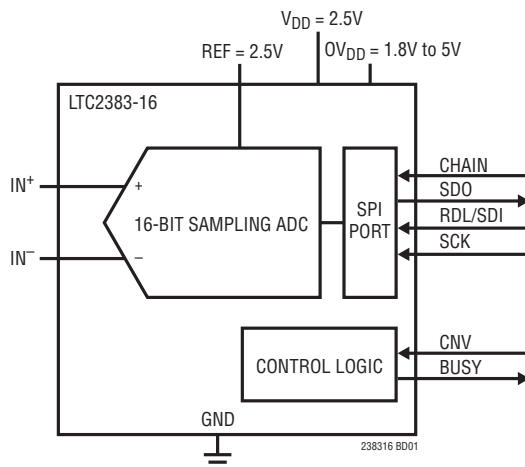 V_DD = 2.5V
REF = 2.5V
OV_DD = 1.8V to 5V
LTC2383-16
IN⁺
IN⁻
+
–
16-BIT SAMPLING ADC
SPI
PORT
CHAIN
SDO
RDL/SDI
SCK
CONTROL LOGIC
CNV
BUSY
GND
238316 BD01